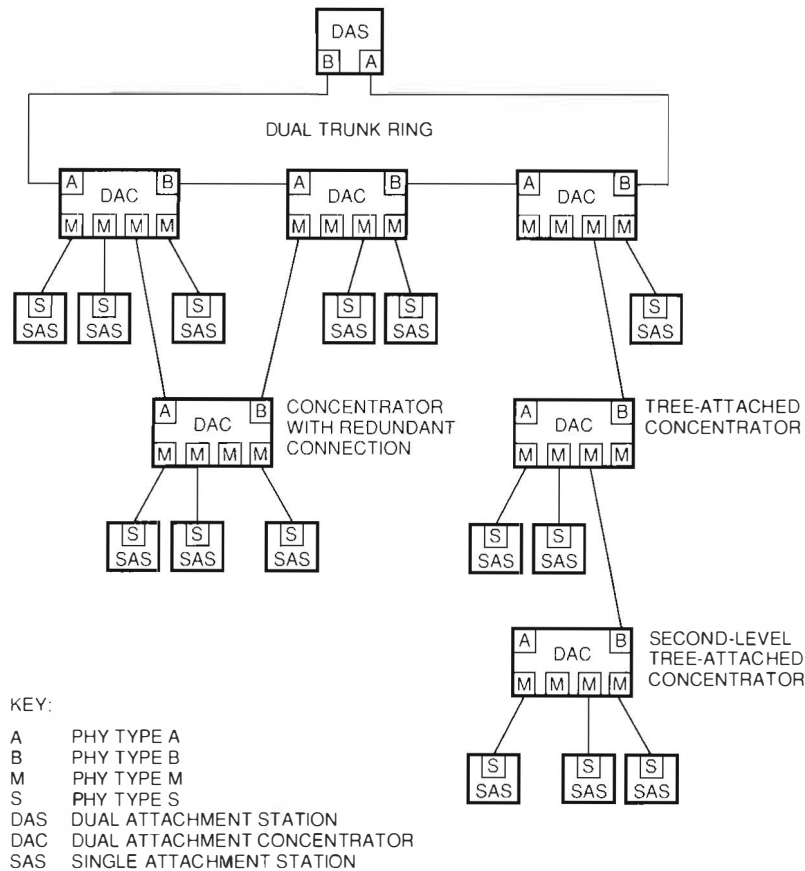 DAS
B A
DUAL TRUNK RING
A DAC B
M M M M
A DAC B
M M M M
A DAC B
M M M M
S
SAS
S
SAS
S
SAS
S
SAS
S
SAS
S
SAS
A DAC B
M M M M
CONCENTRATOR
WITH REDUNDANT
CONNECTION
A DAC B
M M M M
TREE-ATTACHED
CONCENTRATOR
S
SAS
S
SAS
S
SAS
S
SAS
S
SAS
A DAC B
M M M M
SECOND-LEVEL
TREE-ATTACHED
CONCENTRATOR
S
SAS
S
SAS
S
SAS
KEY:
A PHY TYPE A
B PHY TYPE B
M PHY TYPE M
S PHY TYPE S
DAS DUAL ATTACHMENT STATION
DAC DUAL ATTACHMENT CONCENTRATOR
SAS SINGLE ATTACHMENT STATION